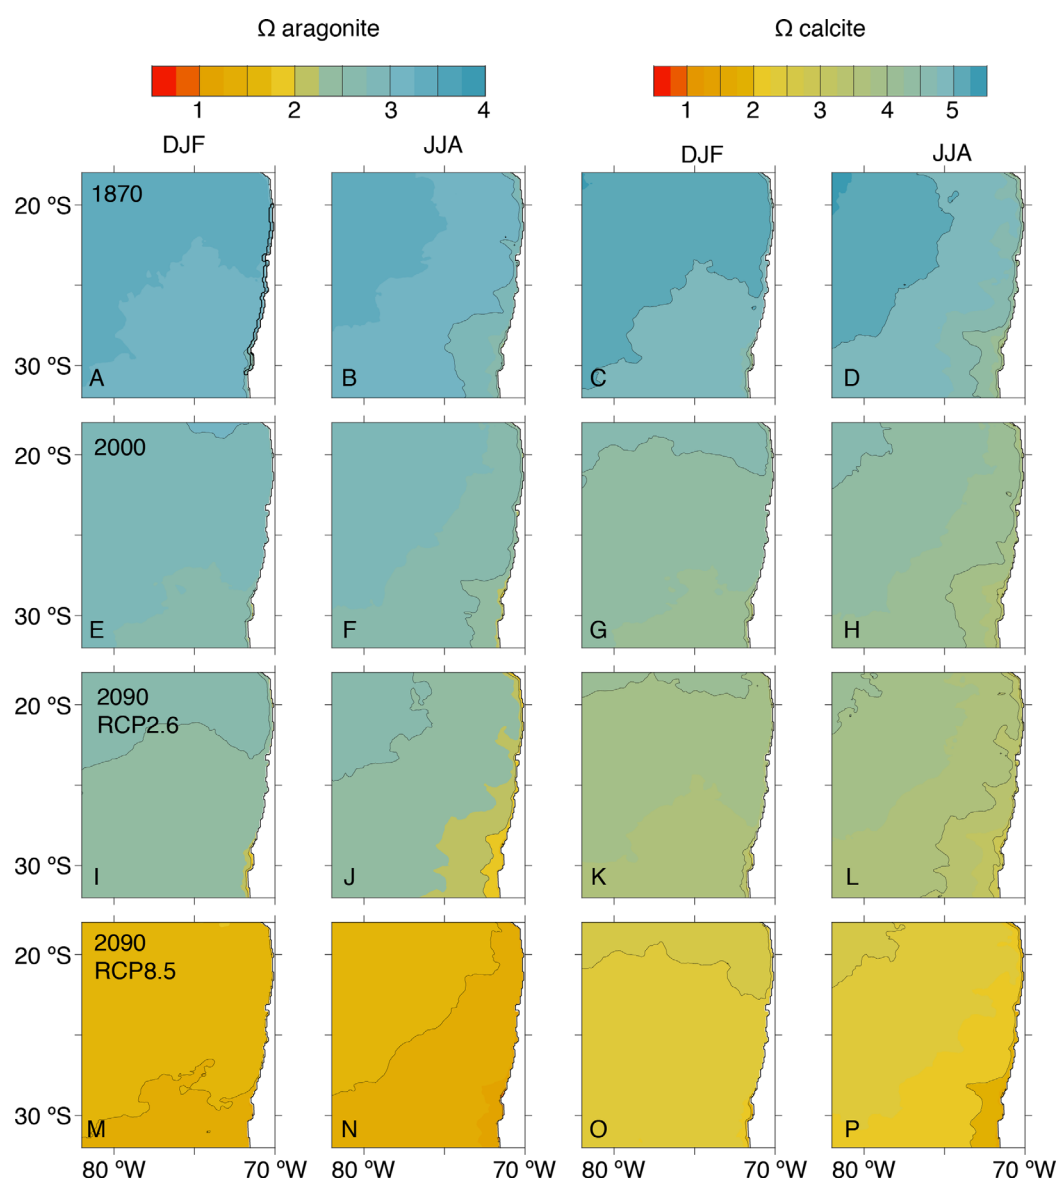 Ω aragonite Ω calcite
1 2 3 4 1 2 3 4 5
DJF JJA DJF JJA
1870
20 ºS
30 ºS
A B C D
2000
20 ºS
30 ºS
E F G H
2090
RCP2.6
20 ºS
30 ºS
I J K L
2090
RCP8.5
20 ºS
30 ºS
M N O P
80 ºW 70 ºW 80 ºW 70 ºW 80 ºW 70 ºW 80 ºW 70 ºW